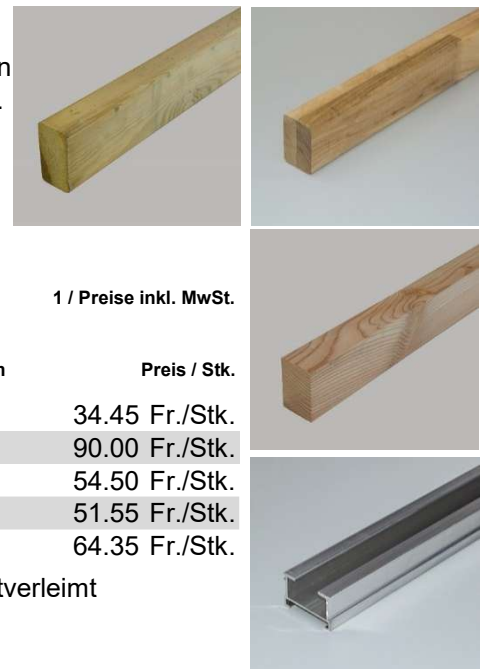 n
.
1 / Preise inkl. MwSt.
n Preis / Stk.
34.45 Fr./Stk.
90.00 Fr./Stk.
54.50 Fr./Stk.
51.55 Fr./Stk.
64.35 Fr./Stk.
tverleimt